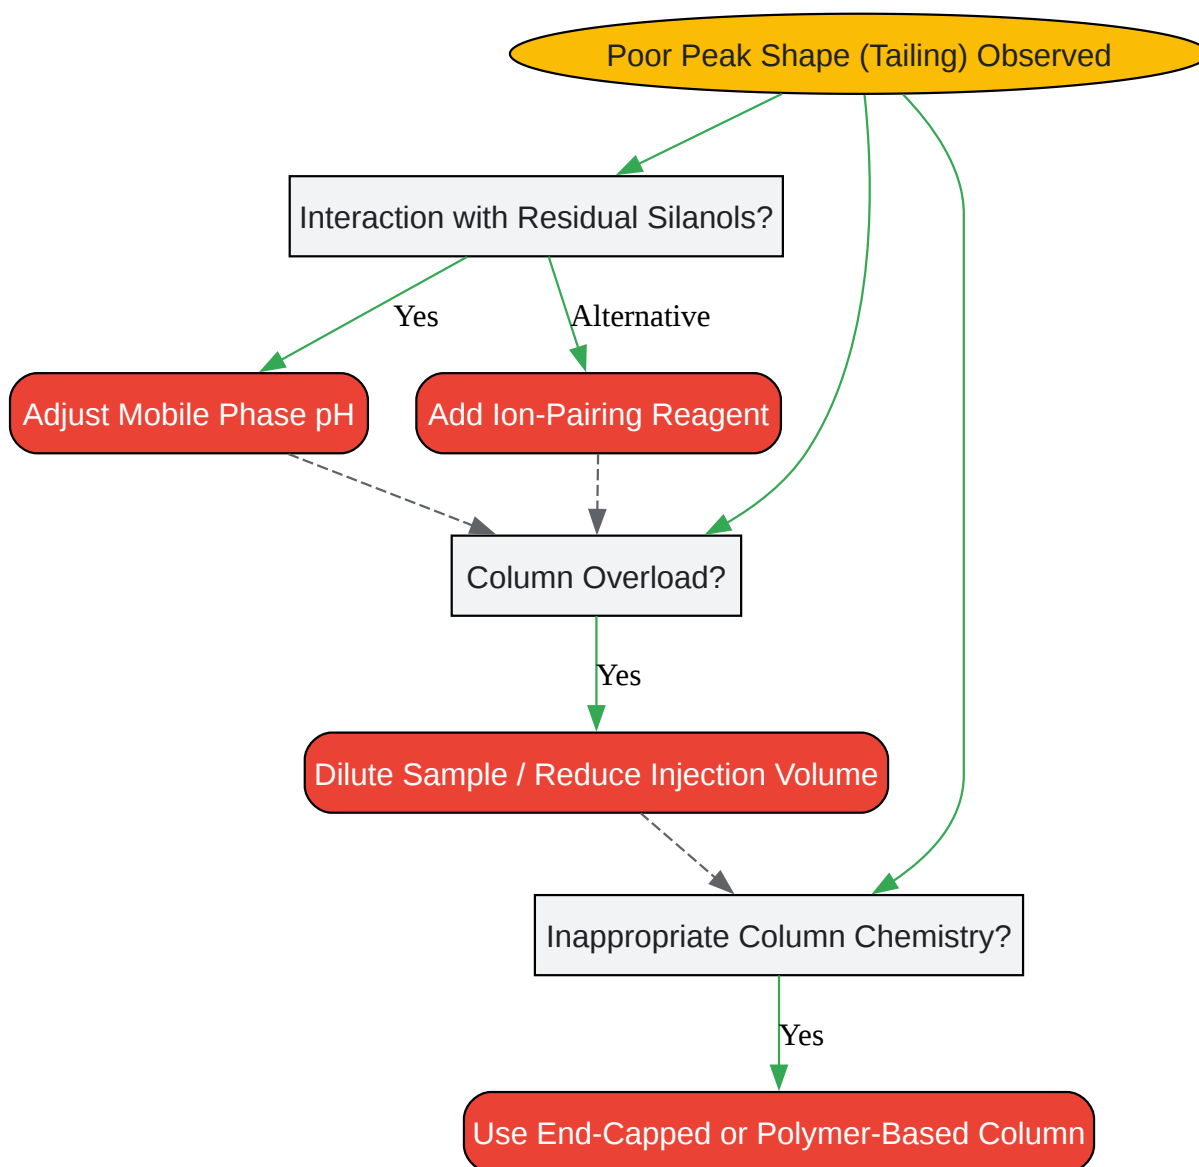 Poor Peak Shape (Tailing) Observed
Interaction with Residual Silanols?
Yes
Alternative
Adjust Mobile Phase pH
Add Ion-Pairing Reagent
Column Overload?
Yes
Dilute Sample / Reduce Injection Volume
Inappropriate Column Chemistry?
Yes
Use End-Capped or Polymer-Based Column